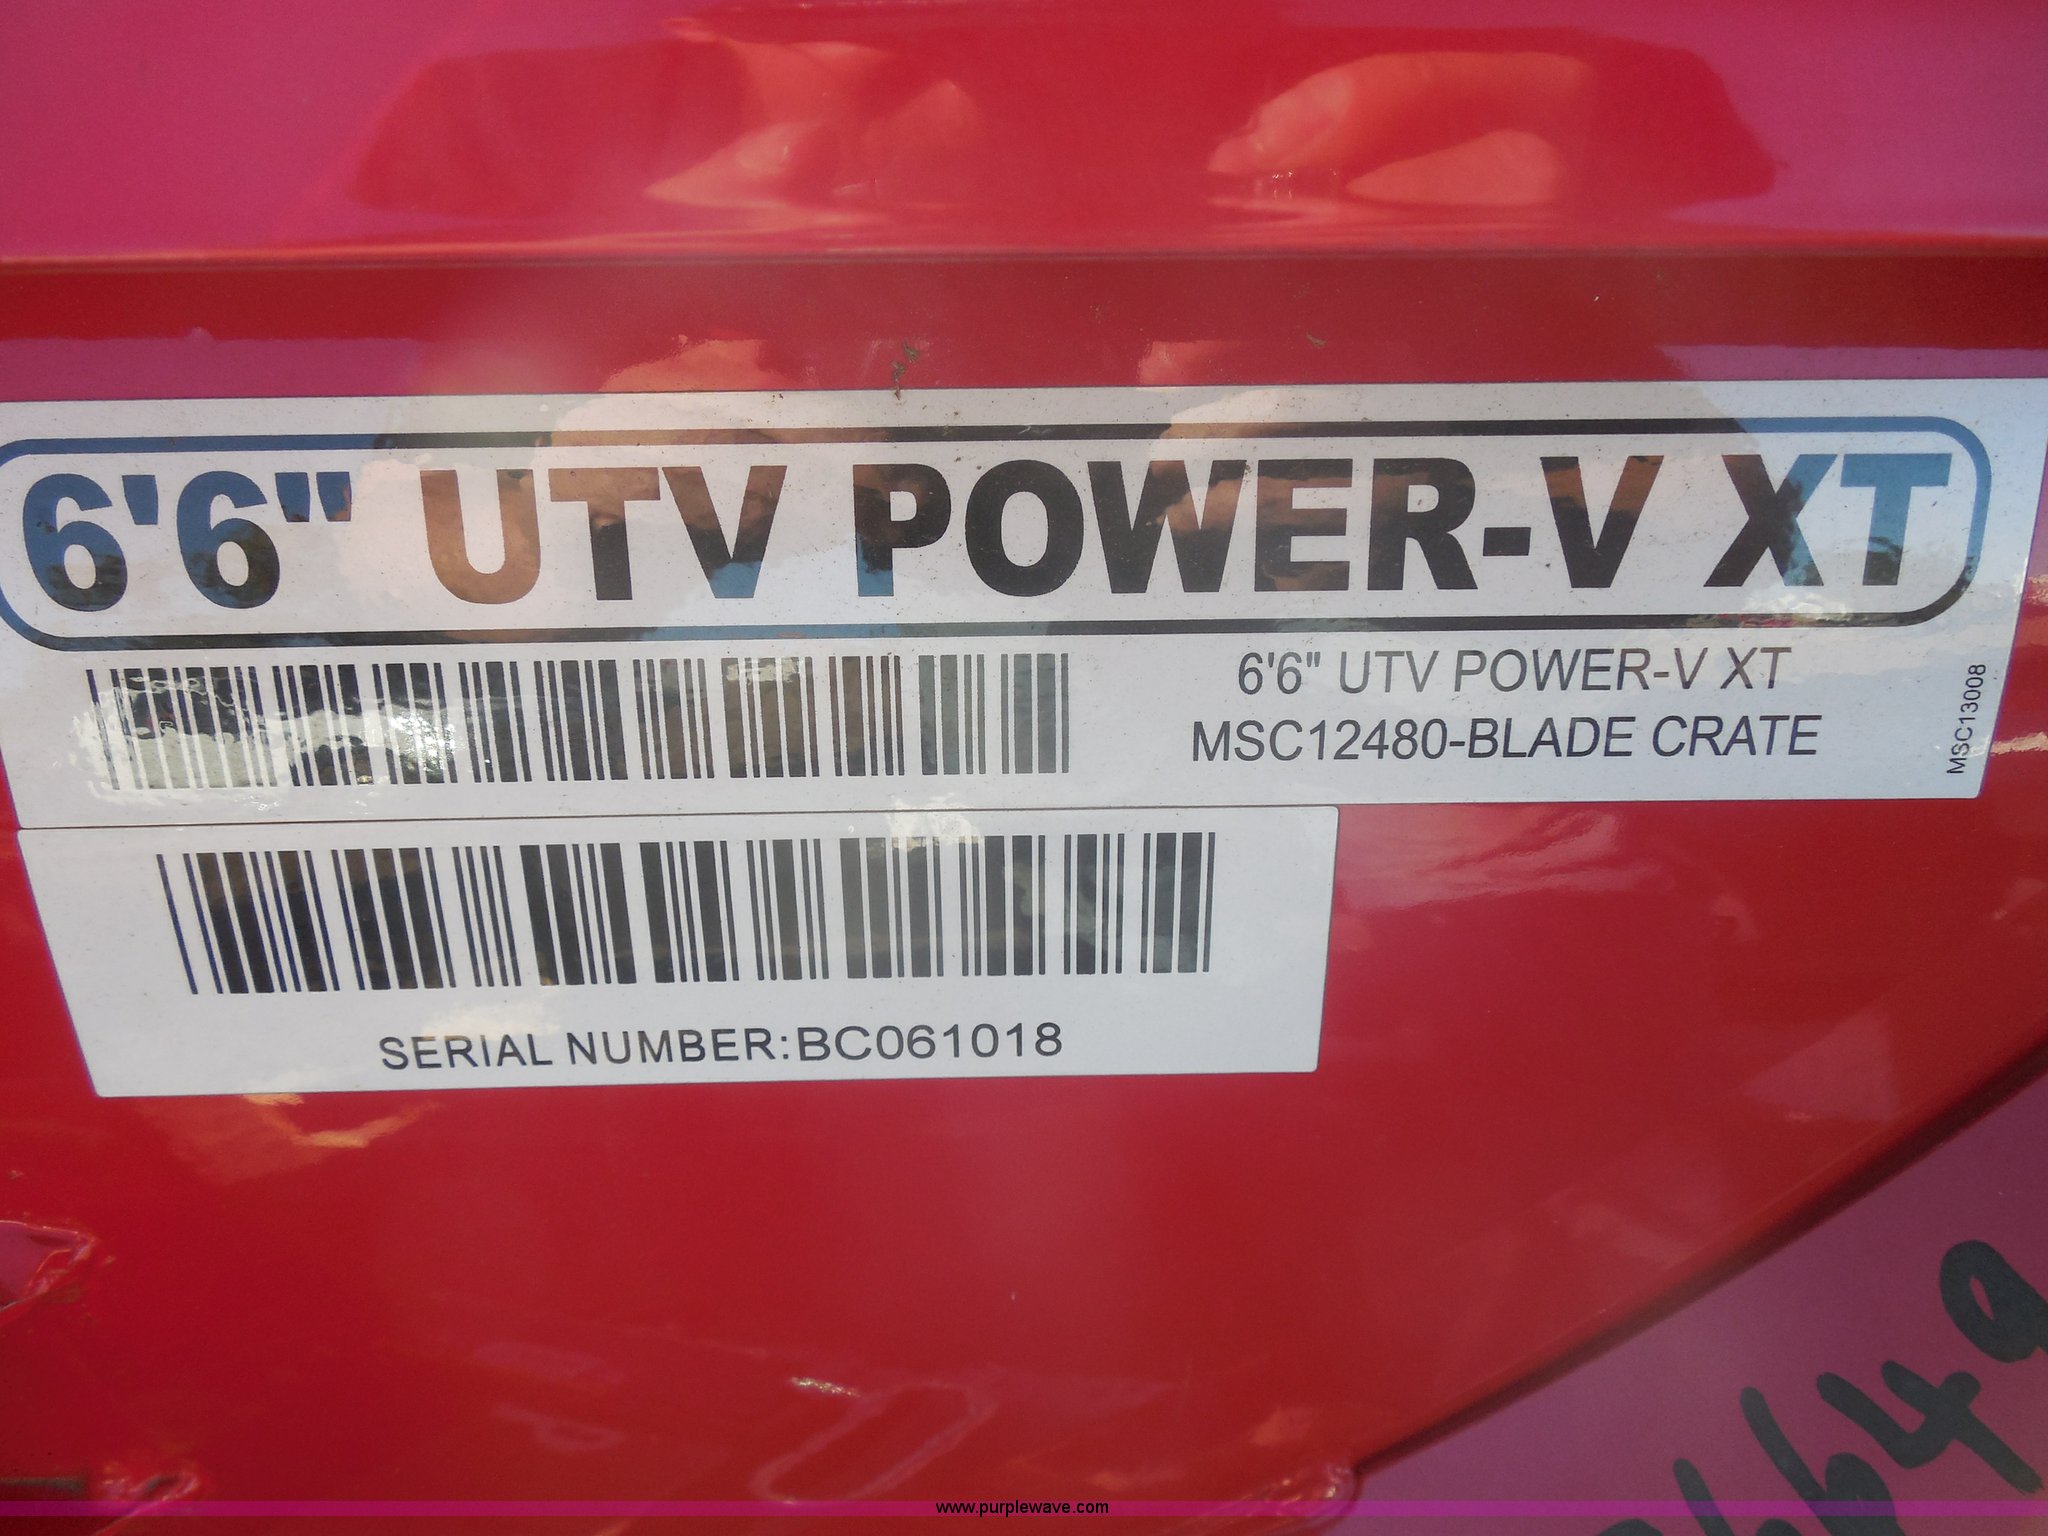 6'6" UTV POWER-V XT
6'6" UTV POWER-V XT
MSC12480-BLADE CRATE
MSC13008
SERIAL NUMBER:BC061018
www.purplewave.com